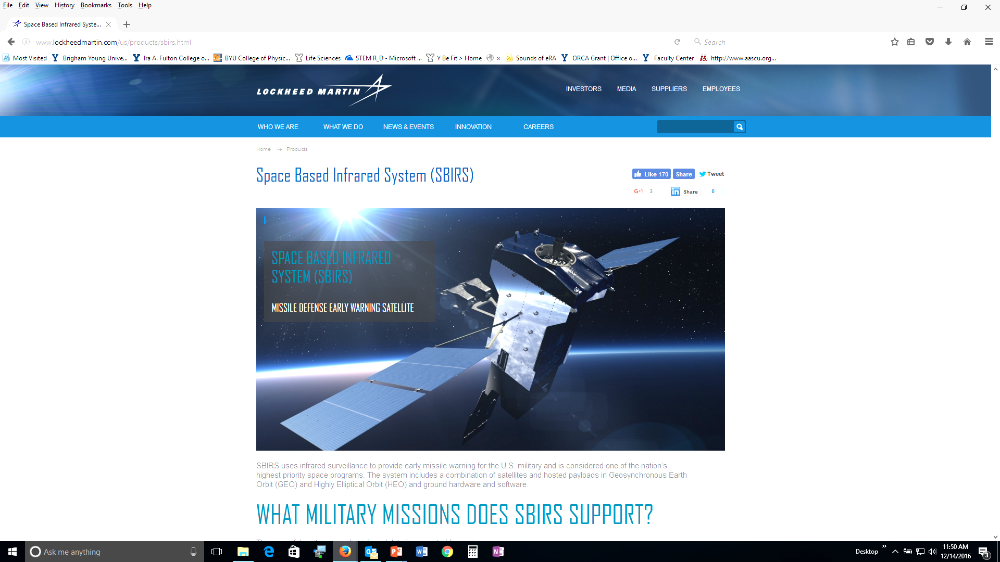 File Edit View History Bookmarks Tools Help
Space Based Infrared Syste...
www.lockheedmartin.com/us/products/sbirs.html
Search
Most Visited Brigham Young Unive... Ira A. Fulton College o... BYU College of Physic... Life Sciences STEM R_D - Microsoft ... Y Be Fit > Home × Sounds of eRA ORCA Grant | Office o... Faculty Center http://www.aascu.org...
LOCKHEED MARTIN
INVESTORS MEDIA SUPPLIERS EMPLOYEES
WHO WE ARE WHAT WE DO NEWS & EVENTS INNOVATION CAREERS
Home → Products
Space Based Infrared System (SBIRS)
Like 170 Share Tweet
G+1 3 in Share 0
SPACE BASED INFRARED
SYSTEM (SBIRS)
MISSILE DEFENSE EARLY WARNING SATELLITE
SBIRS uses infrared surveillance to provide early missile warning for the U.S. military and is considered one of the nation's
highest priority space programs. The system includes a combination of satellites and hosted payloads in Geosynchronous Earth
Orbit (GEO) and Highly Elliptical Orbit (HEO) and ground hardware and software.
WHAT MILITARY MISSIONS DOES SBIRS SUPPORT?
Ask me anything
Desktop
11:50 AM
12/14/2016
3